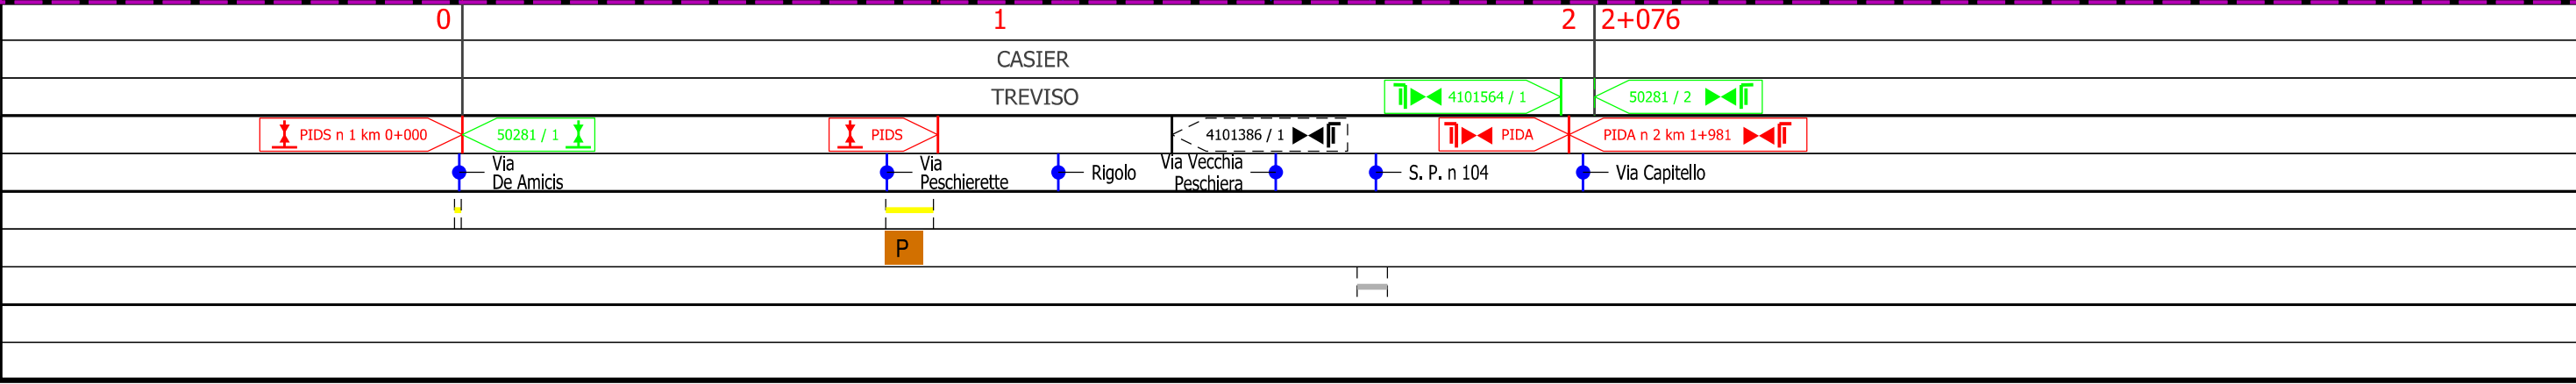 0 1 2 2+076
CASIER
4101564 / 1 50281 / 2
TREVISO
PIDS n 1 km 0+000 50281 / 1 PIDS 4101386 / 1 PIDA PIDA n 2 km 1+981
Via
De Amicis
Via
Peschierette
Rigolo
Via Vecchia
Peschiera
S. P. n 104
Via Capitello
P